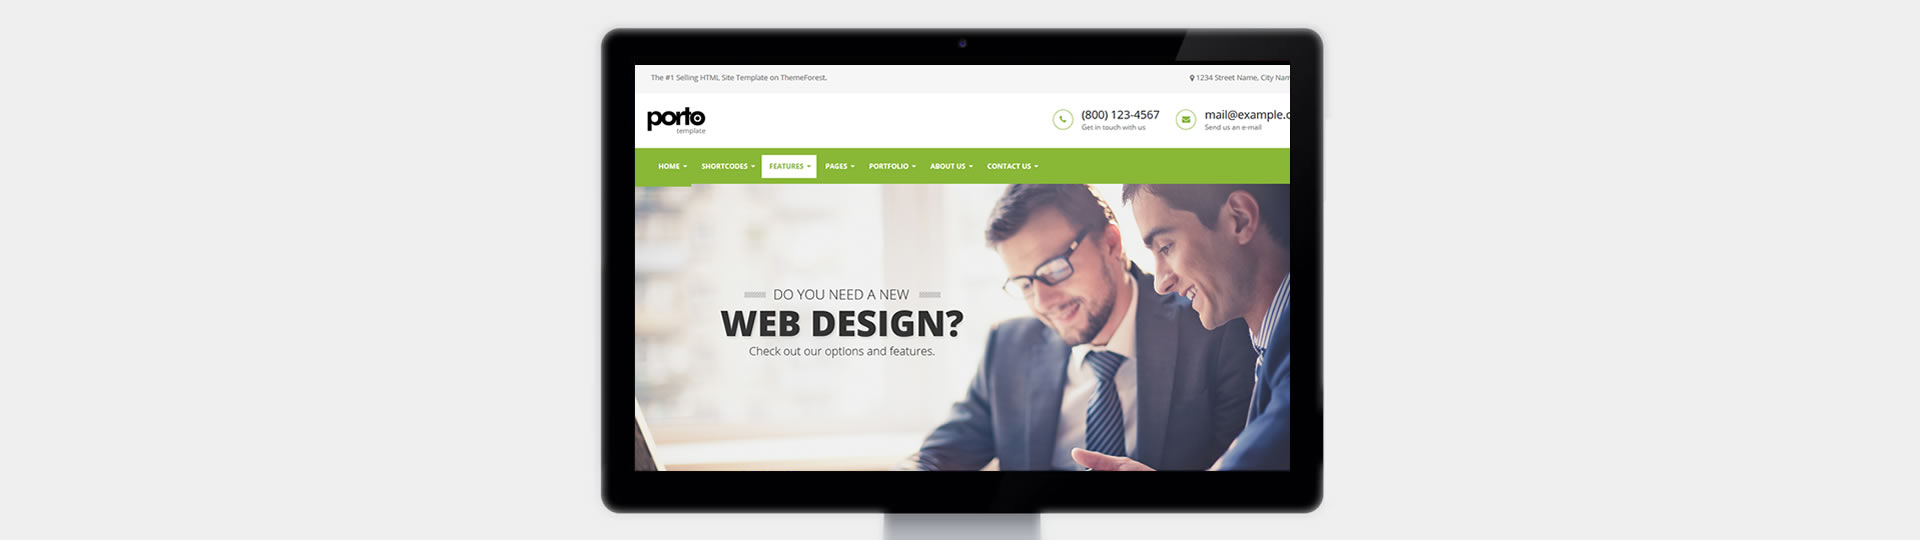 The #1 Selling HTML Site Template on ThemeForest.
1234 Street Name, City Nam
porto
template
(800) 123-4567
Get in touch with us
mail@example.c
Send us an e-mail
HOME
SHORTCODES
FEATURES
PAGES
PORTFOLIO
ABOUT US
CONTACT US
DO YOU NEED A NEW
WEB DESIGN?
Check out our options and features.